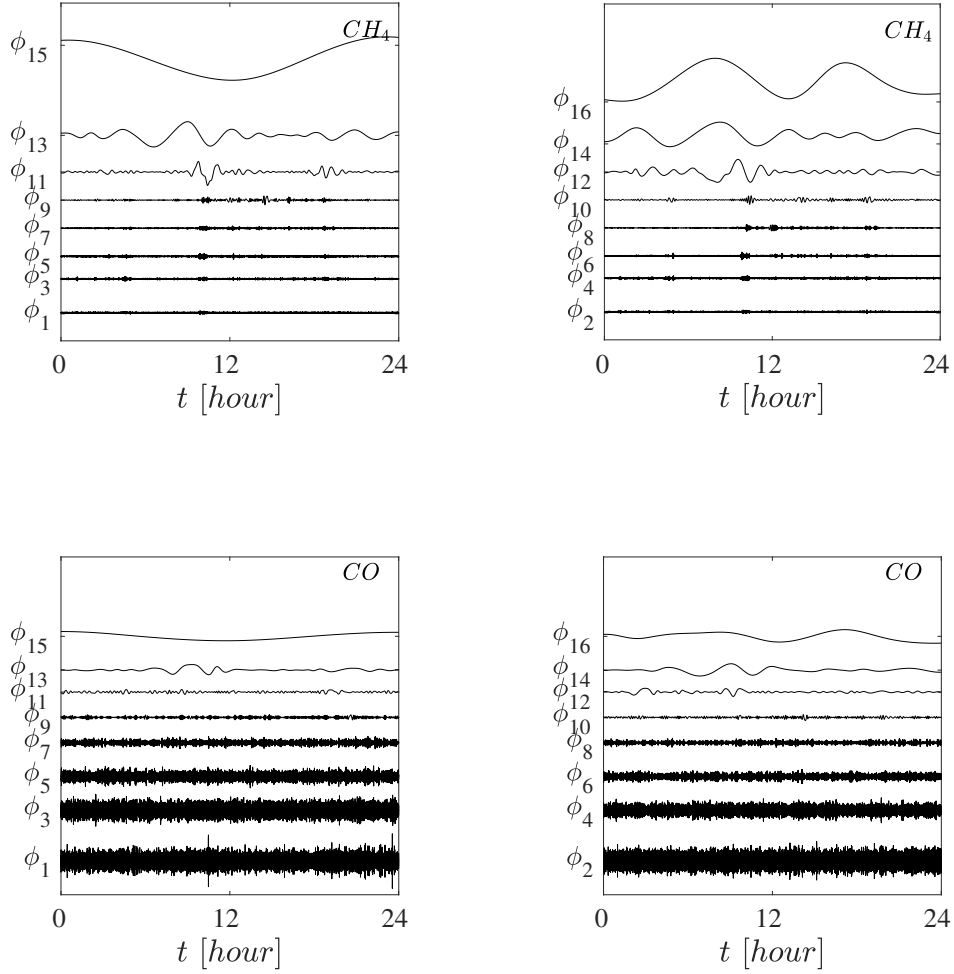 CH₄
ϕ₁₅
ϕ₁₃
ϕ₁₁
ϕ₉
ϕ₇
ϕ₅
ϕ₃
ϕ₁
0 12 24
t [hour]
CH₄
ϕ₁₆
ϕ₁₄
ϕ₁₂
ϕ₁₀
ϕ₈
ϕ₆
ϕ₄
ϕ₂
0 12 24
t [hour]
CO
ϕ₁₅
ϕ₁₃
ϕ₁₁
ϕ₉
ϕ₇
ϕ₅
ϕ₃
ϕ₁
0 12 24
t [hour]
CO
ϕ₁₆
ϕ₁₄
ϕ₁₂
ϕ₁₀
ϕ₈
ϕ₆
ϕ₄
ϕ₂
0 12 24
t [hour]